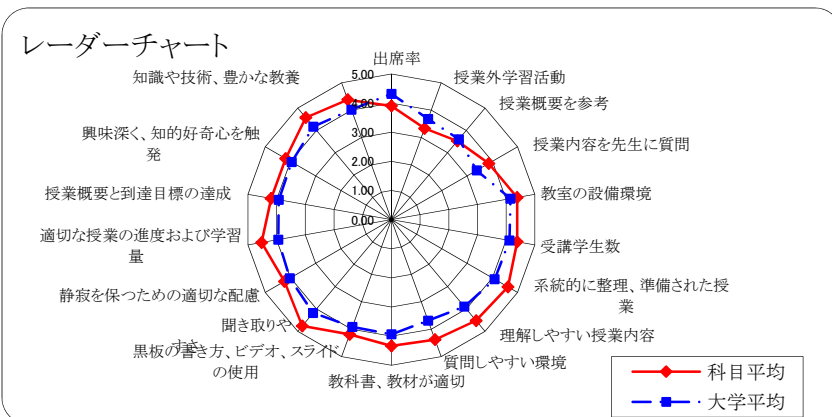 レーダーチャート
出席率
授業外学習活動
授業概要を参考
授業内容を先生に質問
教室の設備環境
受講学生数
系統的に整理、準備された授
業
理解しやすい授業内容
質問しやすい環境
教科書、教材が適切
黒板の書き方、ビデオ、スライド
の使用
聞き取りや
すさ
静寂を保つための適切な配慮
適切な授業の進度および学習
量
授業概要と到達目標の達成
興味深く、知的好奇心を触
発
知識や技術、豊かな教養
5.00
4.00
3.00
2.00
1.00
0.00
科目平均
大学平均